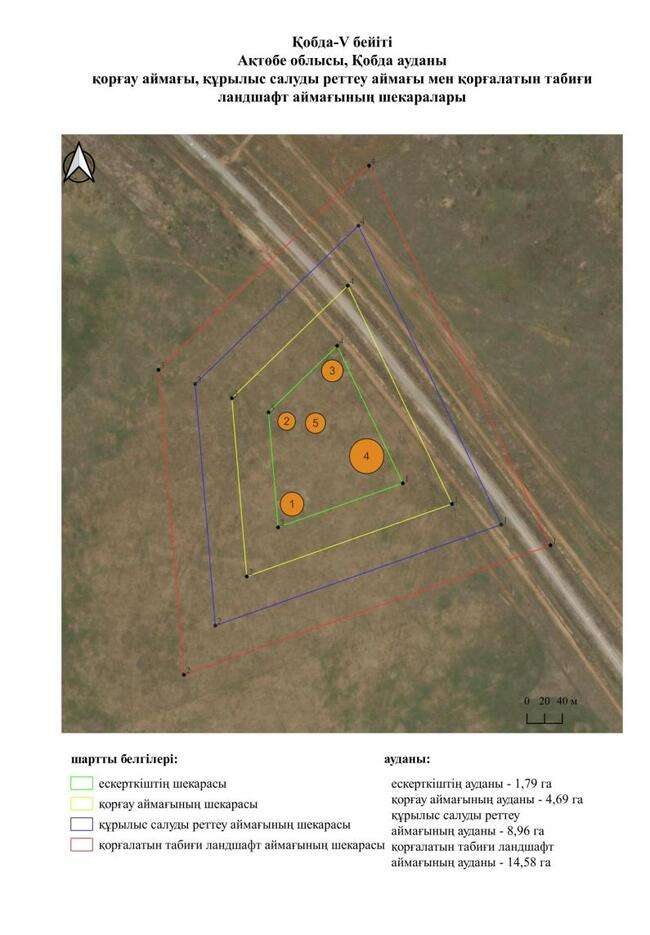 Қобда-V бейіті
Ақтөбе облысы, Қобда ауданы
қорғау аймағы, құрылыс салуды реттеу аймағы мен қорғалатын табиғи
ландшафт аймағының шекаралары
3
2
5
4
1
0 20 40 м
шартты белгілері:
ескерткіштің шекарасы
қорғау аймағының шекарасы
құрылыс салуды реттеу аймағының шекарасы
қорғалатын табиғи ландшафт аймағының шекарасы
ауданы:
ескерткіштің ауданы - 1,79 га
қорғау аймағының ауданы - 4,69 га
құрылыс салуды реттеу
аймағының ауданы - 8,96 га
қорғалатын табиғи ландшафт
аймағының ауданы - 14,58 га